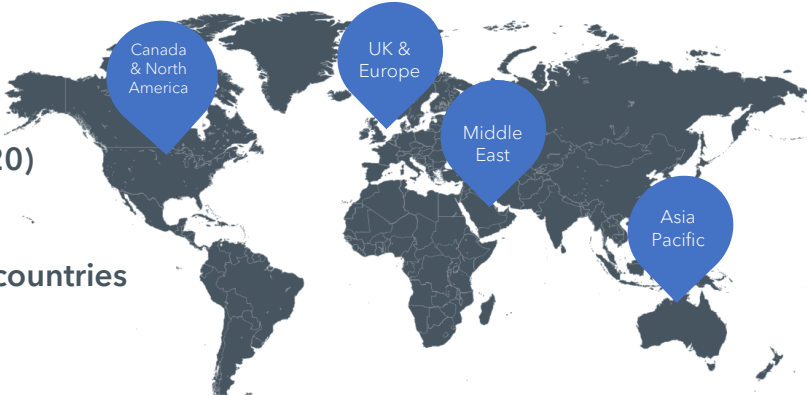 Canada
& North
America
UK &
Europe
Middle
East
20)
Asia
Pacific
countries